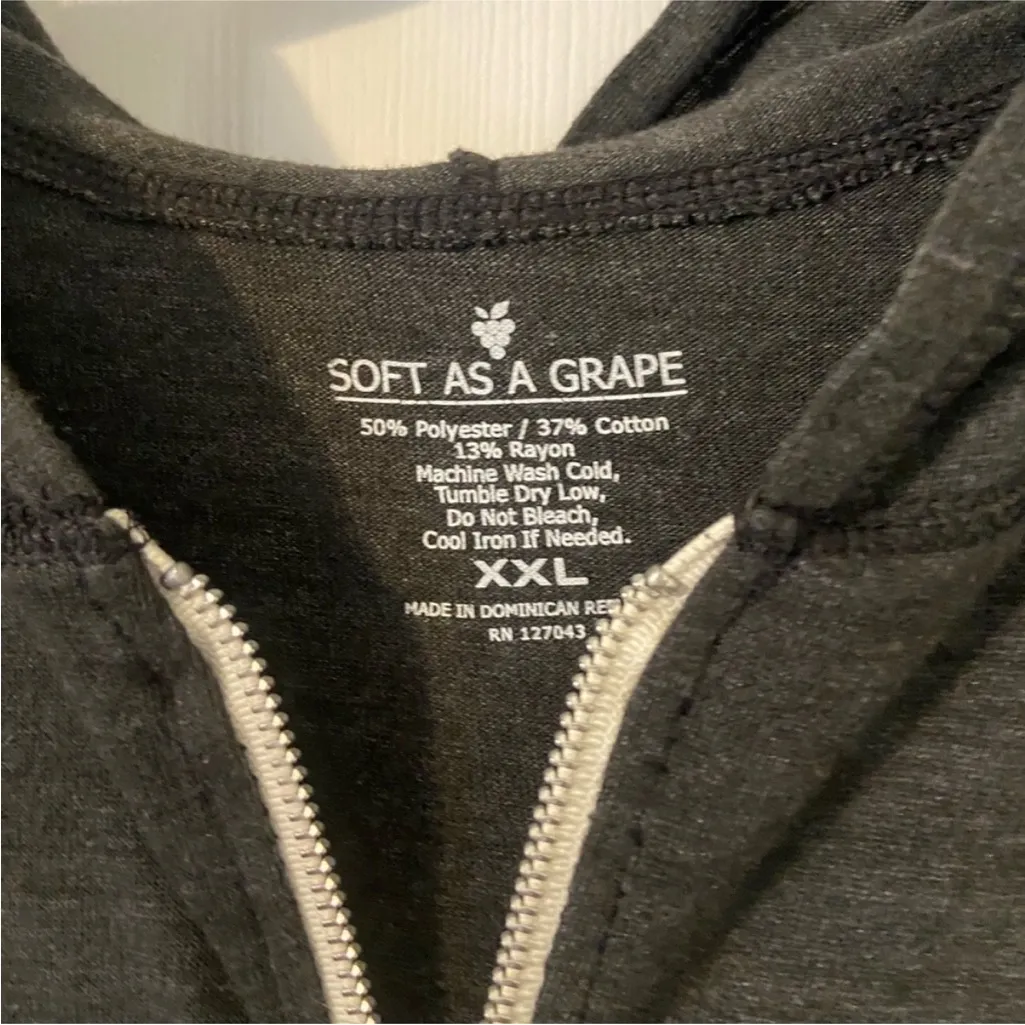 SOFT AS A GRAPE
50% Polyester / 37% Cotton
13% Rayon
Machine Wash Cold,
Tumble Dry Low,
Do Not Bleach,
Cool Iron If Needed.
XXL
MADE IN DOMINICAN
RN 127043